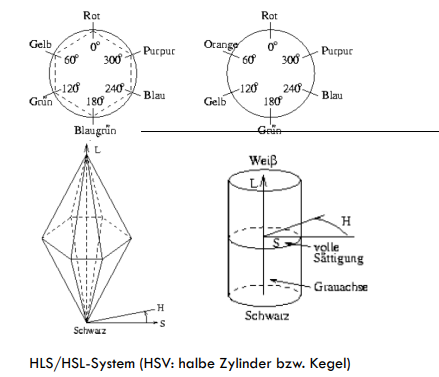 Rot
Gelb
0°
Purpur
60°
300°
Grün
120°
240°
Blau
180°
Blaugrün
Rot
Orange
0°
Purpur
60°
300°
Gelb
120°
240°
Blau
180°
Grün
L
H
S
Schwarz
Weiß
L
H
S
volle
Sättigung
Grauachse
Schwarz
HLS/HSL-System (HSV: halbe Zylinder bzw. Kegel)